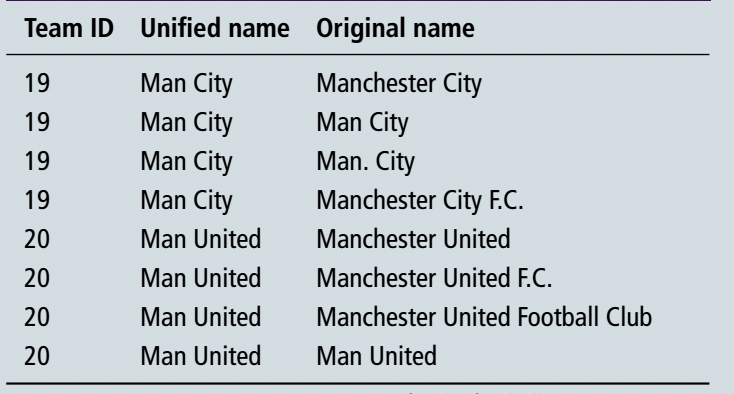 Team ID Unified name Original name
19 Man City Manchester City
19 Man City Man City
19 Man City Man. City
19 Man City Manchester City F.C.
20 Man United Manchester United
20 Man United Manchester United F.C.
20 Man United Manchester United Football Club
20 Man United Man United